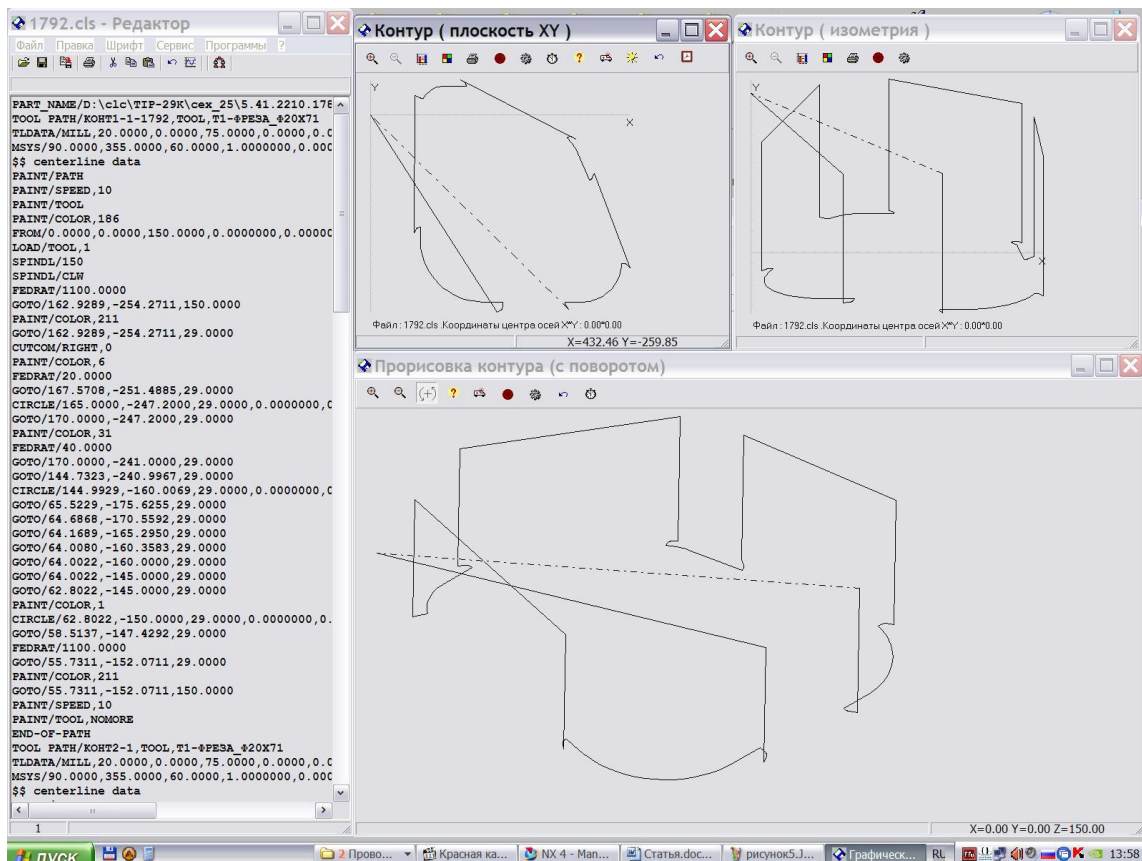 1792.cls - Редактор
Файл Правка Шрифт Сервис Программы ?
PART_NAME/D:\clc\TIP-29K\cex_25\5.41.2210.178
TOOL PATH/КОНТ1-1-1792,TOOL,T1-ФРЕЗА_Ф20X71
TLDATA/MILL,20.0000,0.0000,75.0000,0.0000,0.0
MSYS/90.0000,355.0000,60.0000,1.0000000,0.000
$$ centerline data
PAINT/PATH
PAINT/SPEED,10
PAINT/TOOL
PAINT/COLOR,186
FROM/0.0000,0.0000,150.0000,0.0000000,0.00000
LOAD/TOOL,1
SPINDL/150
SPINDL/CLW
FEDRAT/1100.0000
GOTO/162.9289,-254.2711,150.0000
PAINT/COLOR,211
GOTO/162.9289,-254.2711,29.0000
CUTCOM/RIGHT,0
PAINT/COLOR,6
FEDRAT/20.0000
GOTO/167.5708,-251.4885,29.0000
CIRCLE/165.0000,-247.2000,29.0000,0.0000000,0
GOTO/170.0000,-247.2000,29.0000
PAINT/COLOR,31
FEDRAT/40.0000
GOTO/170.0000,-241.0000,29.0000
GOTO/144.7323,-240.9967,29.0000
CIRCLE/144.9929,-160.0069,29.0000,0.0000000,0
GOTO/65.5229,-175.6255,29.0000
GOTO/64.6868,-170.5592,29.0000
GOTO/64.1689,-165.2950,29.0000
GOTO/64.0080,-160.3583,29.0000
GOTO/64.0022,-160.0000,29.0000
GOTO/64.0022,-145.0000,29.0000
GOTO/62.8022,-145.0000,29.0000
PAINT/COLOR,1
CIRCLE/62.8022,-150.0000,29.0000,0.0000000,0.
GOTO/58.5137,-147.4292,29.0000
FEDRAT/1100.0000
GOTO/55.7311,-152.0711,29.0000
PAINT/COLOR,211
GOTO/55.7311,-152.0711,150.0000
PAINT/SPEED,10
PAINT/TOOL,NOMORE
END-OF-PATH
TOOL PATH/КОНТ2-1,TOOL,T1-ФРЕЗА_Ф20X71
TLDATA/MILL,20.0000,0.0000,75.0000,0.0000,0.0
MSYS/90.0000,355.0000,60.0000,1.0000000,0.000
$$ centerline data
1
Контур ( плоскость XY )
Y
X
Файл : 1792.cls .Координаты центра осей X*Y : 0.00*0.00
X=432.46 Y=-259.85
Контур ( изометрия )
Y
X
Файл : 1792.cls .Координаты центра осей X*Y : 0.00*0.00
Прорисовка контура (с поворотом)
X=0.00 Y=0.00 Z=150.00
пуск
2 Прово...
Красная ка...
NX 4 - Man...
Статья.doc...
рисунок5.J...
Графическ...
RL
13:58